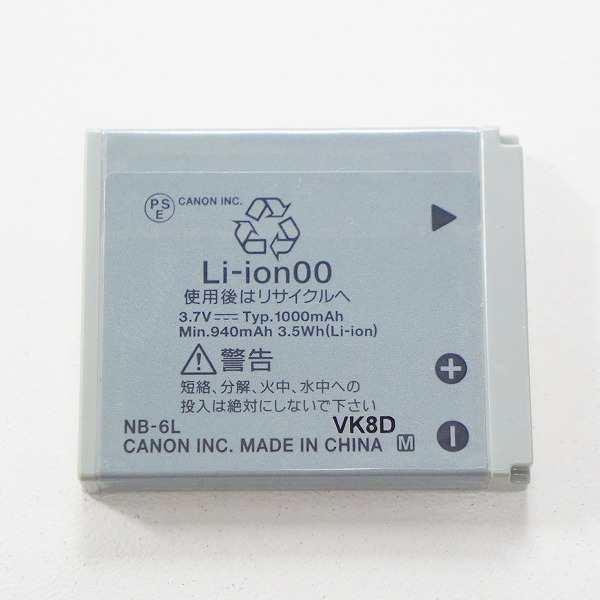 PS E CANON INC.
Li-ion00
使用後はリサイクルへ
3.7V⎓Typ.1000mAh
Min.940mAh 3.5Wh(Li-ion)
警告
短絡、分解、火中、水中への
投入は絶対にしないで下さい
NB-6L VK8D
CANON INC. MADE IN CHINA M